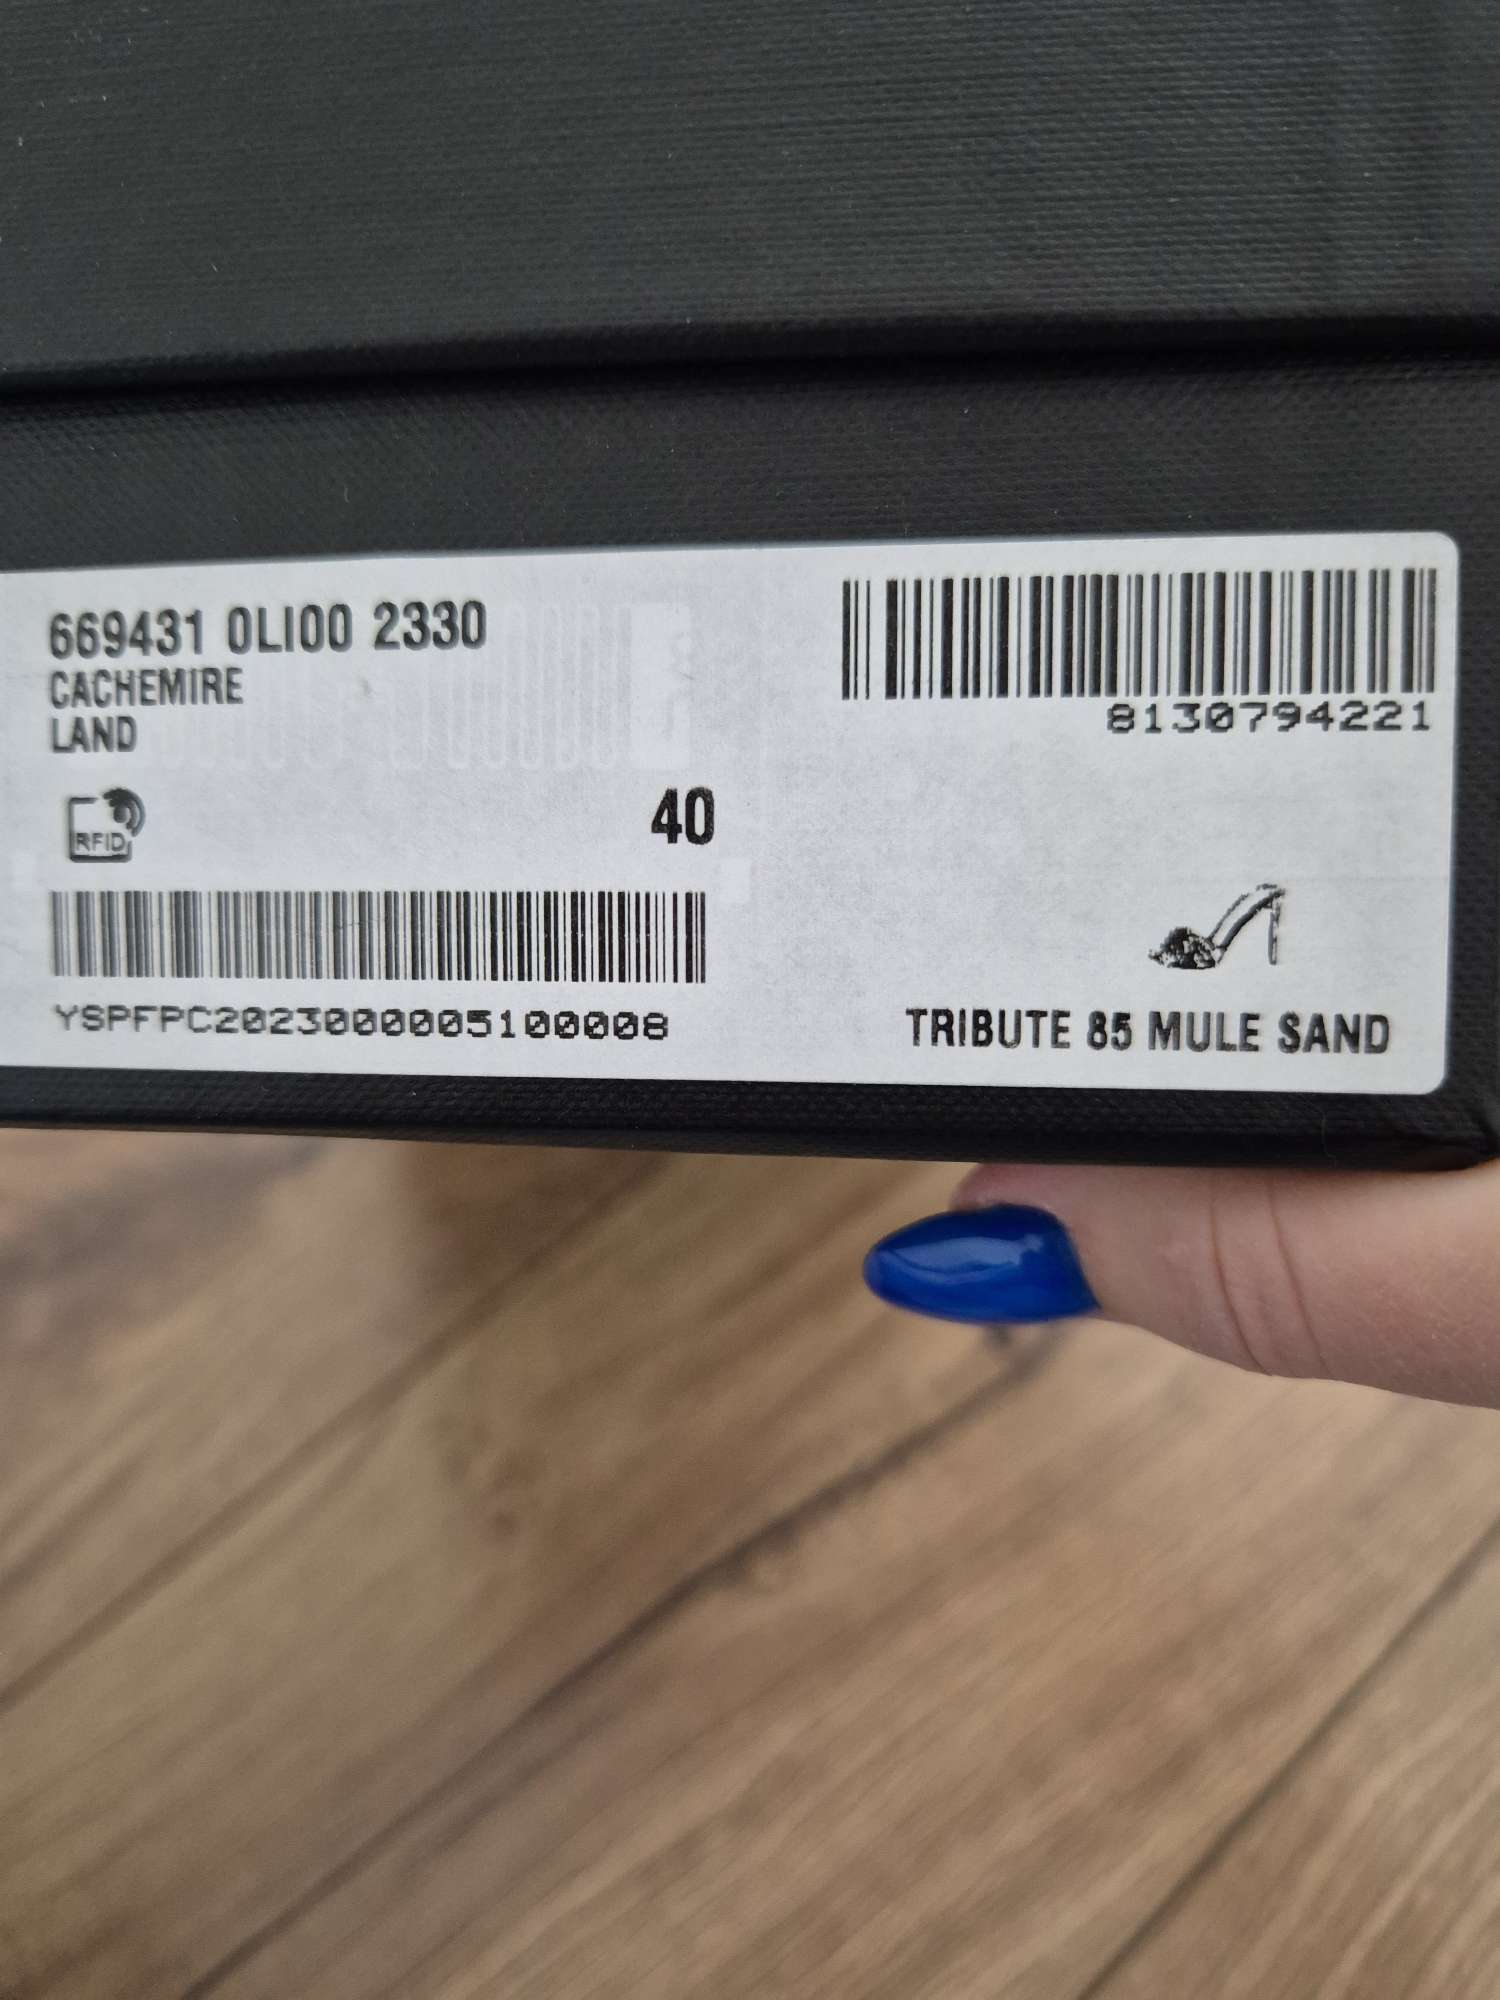 669431 0LI00 2330
CACHEMIRE
LAND
RFID
40
YSPFPC2023000005100008
8130794221
TRIBUTE 85 MULE SAND